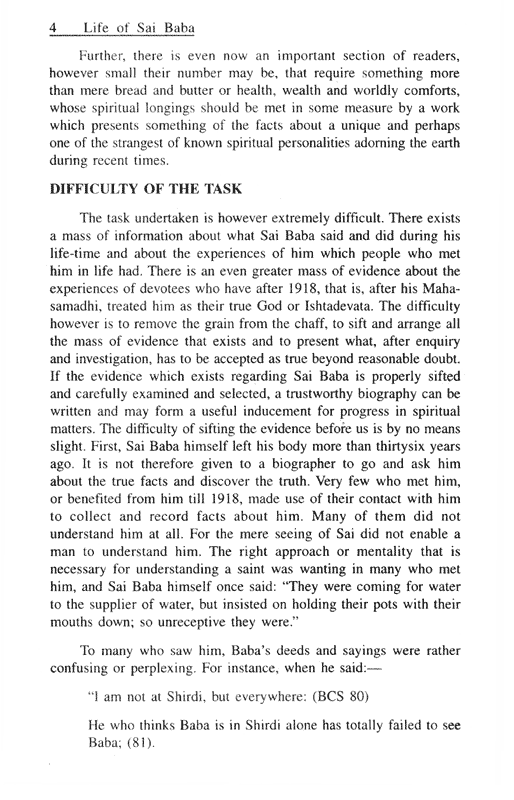 4 Life of Sai Baba
Further, there is even now an important section of readers,
however small their number may be, that require something more
than mere bread and butter or health, wealth and worldly comforts,
whose spiritual longings should be met in some measure by a work
which presents something of the facts about a unique and perhaps
one of the strangest of known spiritual personalities adorning the earth
during recent times.
DIFFICULTY OF THE TASK
The task undertaken is however extremely difficult. There exists
a mass of information about what Sai Baba said and did during his
life-time and about the experiences of him which people who met
him in life had. There is an even greater mass of evidence about the
experiences of devotees who have after 1918, that is, after his Maha-
samadhi, treated him as their true God or Ishtadevata. The difficulty
however is to remove the grain from the chaff, to sift and arrange all
the mass of evidence that exists and to present what, after enquiry
and investigation, has to be accepted as true beyond reasonable doubt.
If the evidence which exists regarding Sai Baba is properly sifted
and carefully examined and selected, a trustworthy biography can be
written and may form a useful inducement for progress in spiritual
matters. The difficulty of sifting the evidence before us is by no means
slight. First, Sai Baba himself left his body more than thirtysix years
ago. It is not therefore given to a biographer to go and ask him
about the true facts and discover the truth. Very few who met him,
or benefited from him till 1918, made use of their contact with him
to collect and record facts about him. Many of them did not
understand him at all. For the mere seeing of Sai did not enable a
man to understand him. The right approach or mentality that is
necessary for understanding a saint was wanting in many who met
him, and Sai Baba himself once said: “They were coming for water
to the supplier of water, but insisted on holding their pots with their
mouths down; so unreceptive they were.”
To many who saw him, Baba's deeds and sayings were rather
confusing or perplexing. For instance, when he said:—
“I am not at Shirdi, but everywhere: (BCS 80)
He who thinks Baba is in Shirdi alone has totally failed to see
Baba; (81).